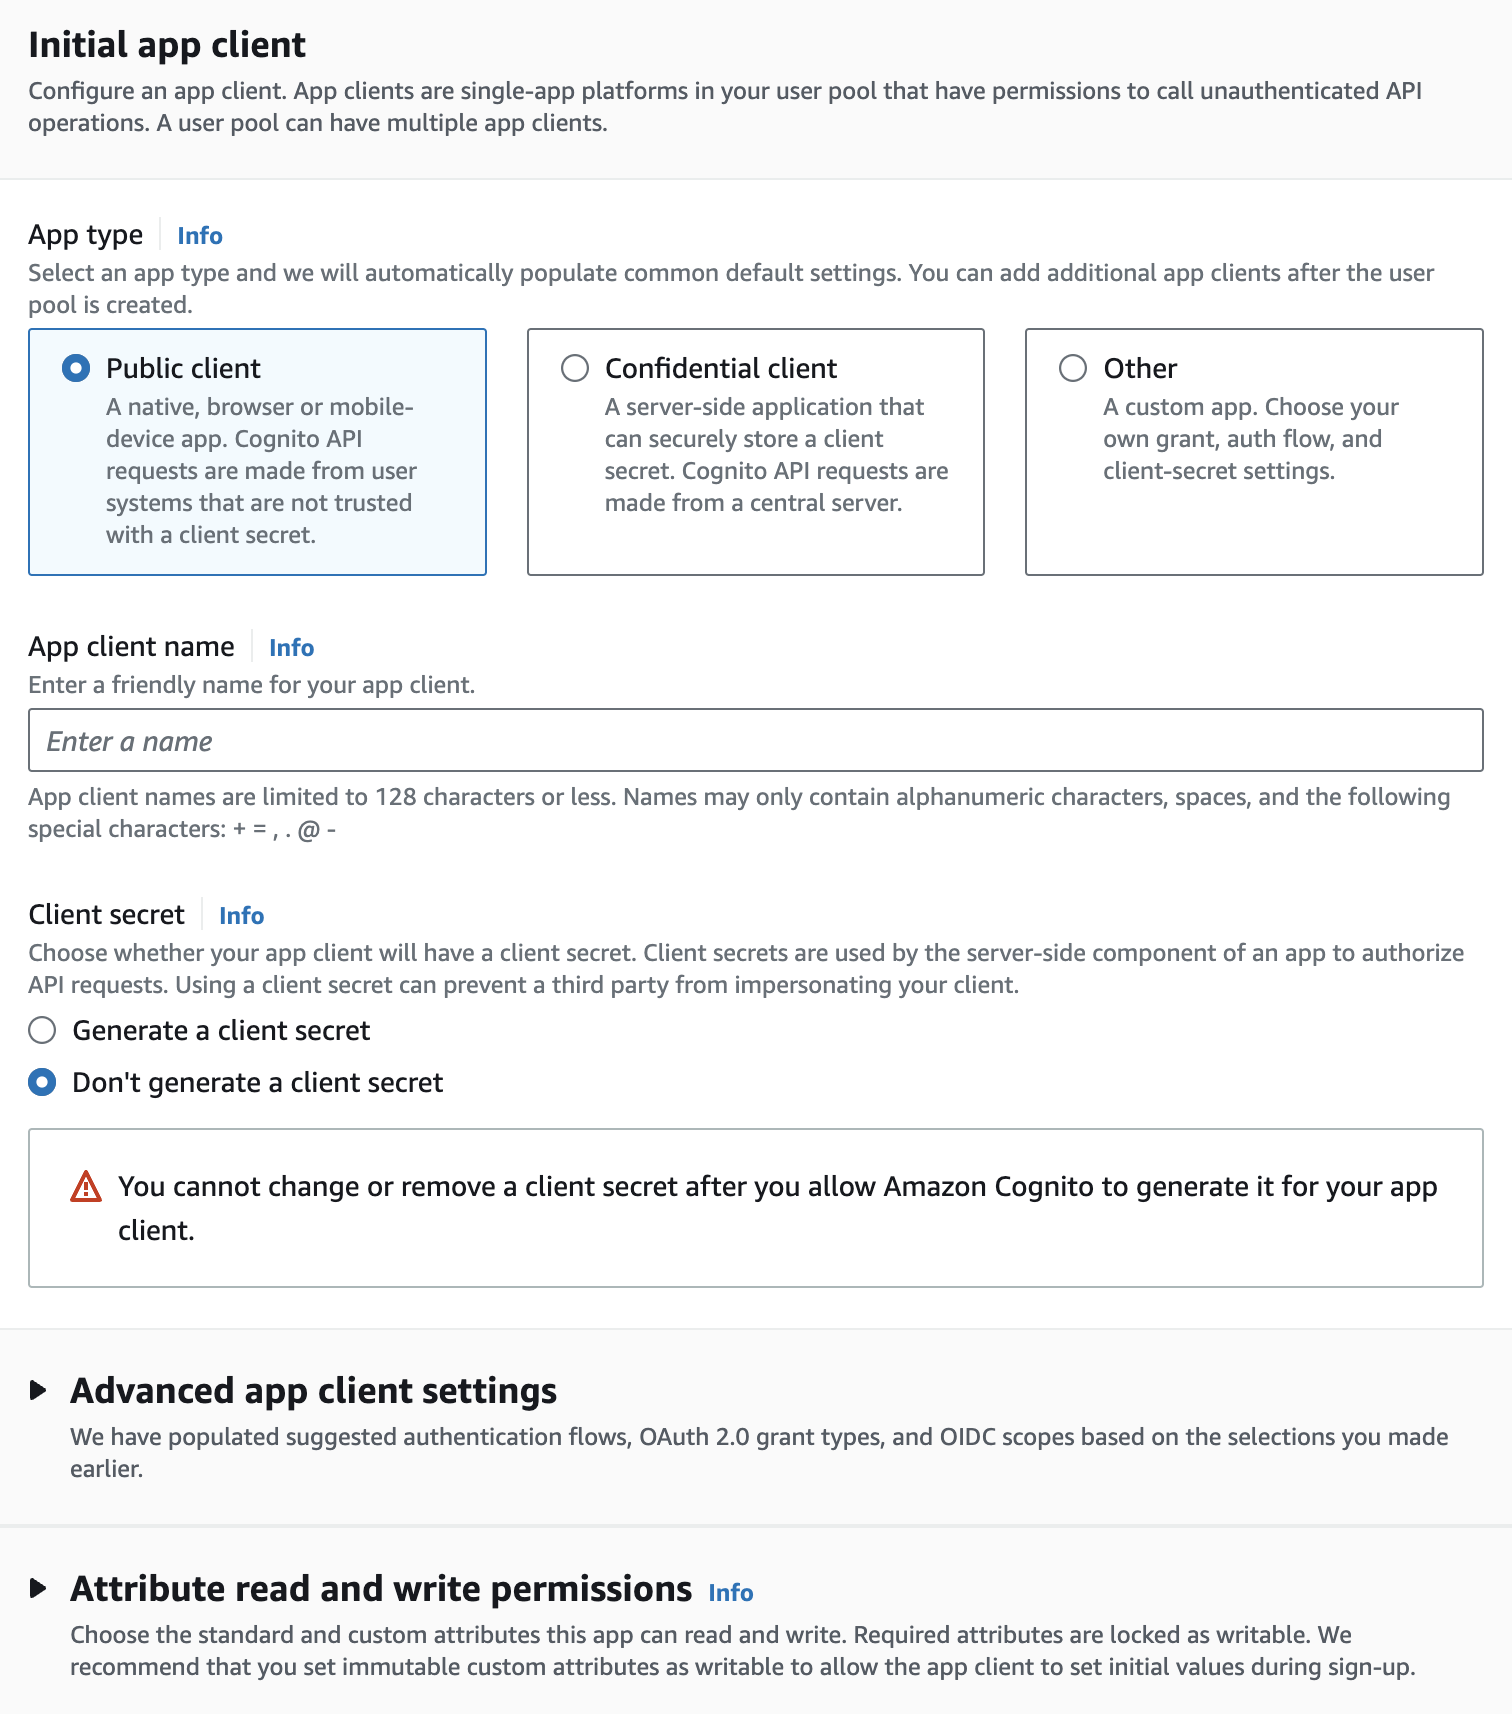 Initial app client
Configure an app client. App clients are single-app platforms in your user pool that have permissions to call unauthenticated API
operations. A user pool can have multiple app clients.
App type
Info
Select an app type and we will automatically populate common default settings. You can add additional app clients after the user
pool is created.
Public client
A native, browser or mobile-
device app. Cognito API
requests are made from user
systems that are not trusted
with a client secret.
Confidential client
A server-side application that
can securely store a client
secret. Cognito API requests are
made from a central server.
Other
A custom app. Choose your
own grant, auth flow, and
client-secret settings.
App client name
Info
Enter a friendly name for your app client.
Enter a name
App client names are limited to 128 characters or less. Names may only contain alphanumeric characters, spaces, and the following
special characters: + = , . @ -
Client secret
Info
Choose whether your app client will have a client secret. Client secrets are used by the server-side component of an app to authorize
API requests. Using a client secret can prevent a third party from impersonating your client.
Generate a client secret
Don't generate a client secret
You cannot change or remove a client secret after you allow Amazon Cognito to generate it for your app
client.
Advanced app client settings
We have populated suggested authentication flows, OAuth 2.0 grant types, and OIDC scopes based on the selections you made
earlier.
Attribute read and write permissions Info
Choose the standard and custom attributes this app can read and write. Required attributes are locked as writable. We
recommend that you set immutable custom attributes as writable to allow the app client to set initial values during sign-up.